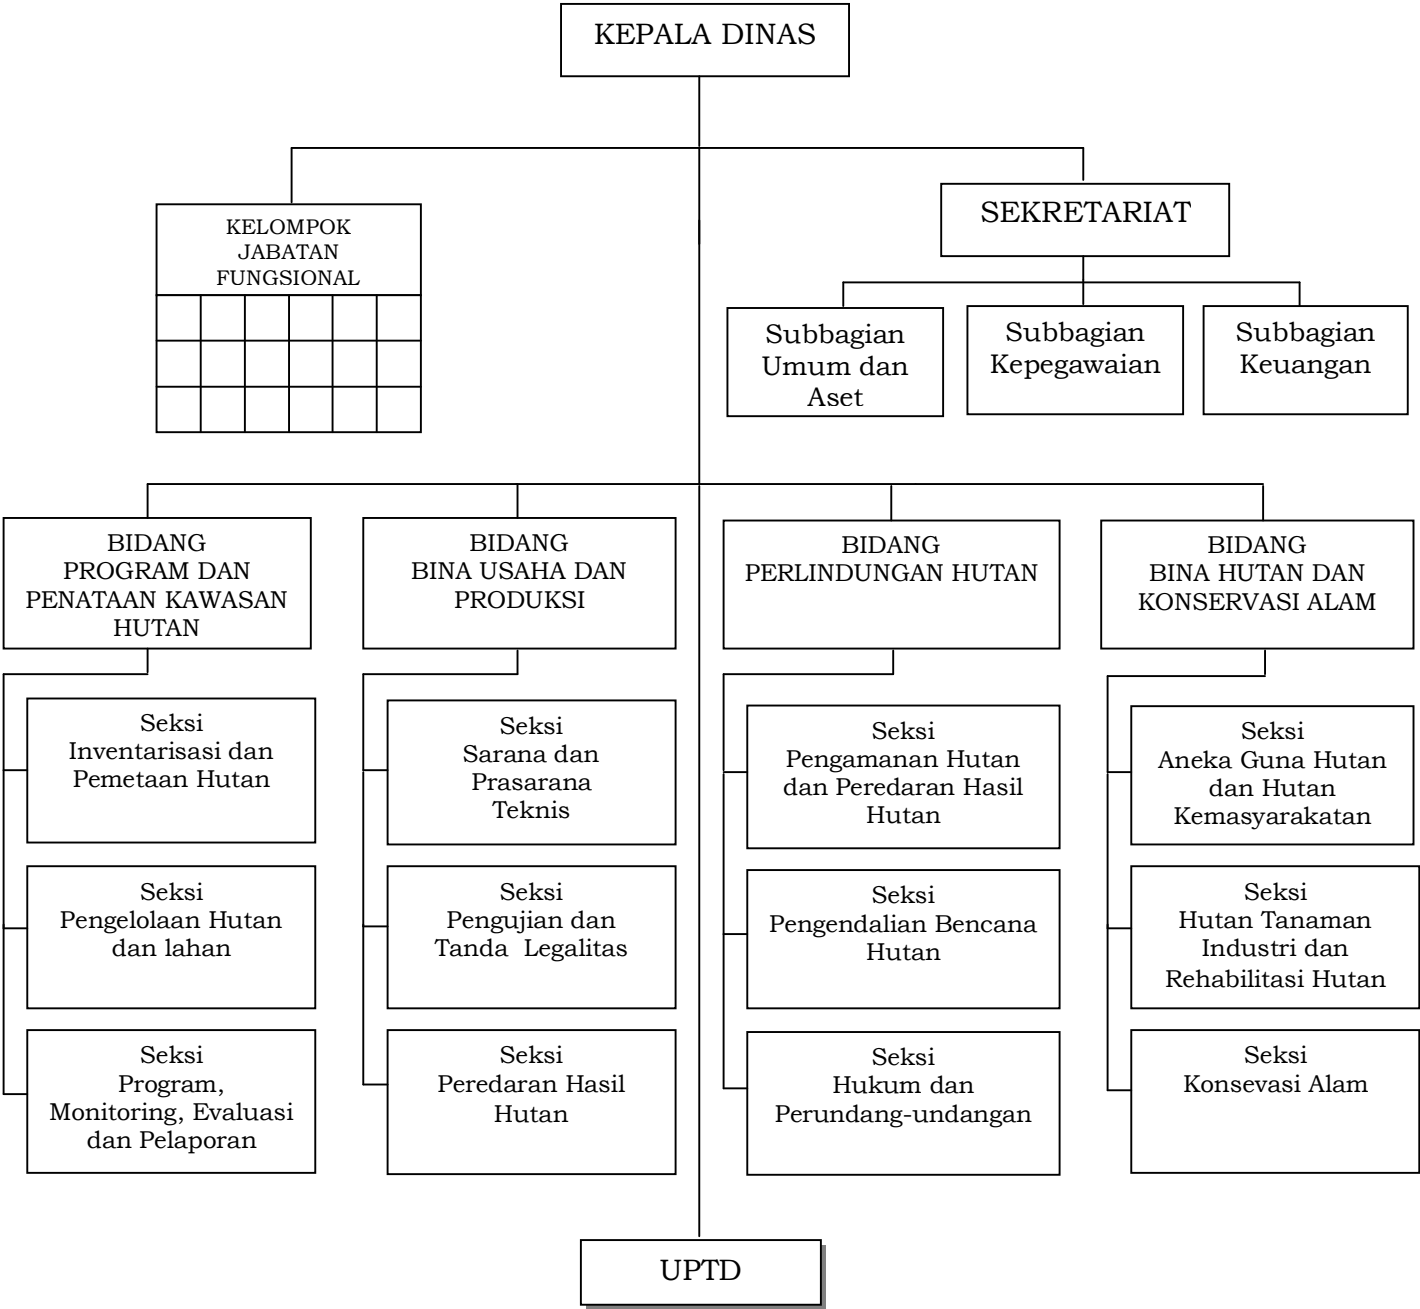 KEPALA DINAS
KELOMPOK
JABATAN
FUNGSIONAL
SEKRETARIAT
Subbagian
Umum dan
Aset
Subbagian
Kepegawaian
Subbagian
Keuangan
BIDANG
PROGRAM DAN
PENATAAN KAWASAN
HUTAN
BIDANG
BINA USAHA DAN
PRODUKSI
BIDANG
PERLINDUNGAN HUTAN
BIDANG
BINA HUTAN DAN
KONSERVASI ALAM
Seksi
Inventarisasi dan
Pemetaan Hutan
Seksi
Sarana dan
Prasarana
Teknis
Seksi
Pengamanan Hutan
dan Peredaran Hasil
Hutan
Seksi
Aneka Guna Hutan
dan Hutan
Kemasyarakatan
Seksi
Pengelolaan Hutan
dan lahan
Seksi
Pengujian dan
Tanda  Legalitas
Seksi
Pengendalian Bencana
Hutan
Seksi
Hutan Tanaman
Industri dan
Rehabilitasi Hutan
Seksi
Program,
Monitoring, Evaluasi
dan Pelaporan
Seksi
Peredaran Hasil
Hutan
Seksi
Hukum dan
Perundang-undangan
Seksi
Konsevasi Alam
UPTD